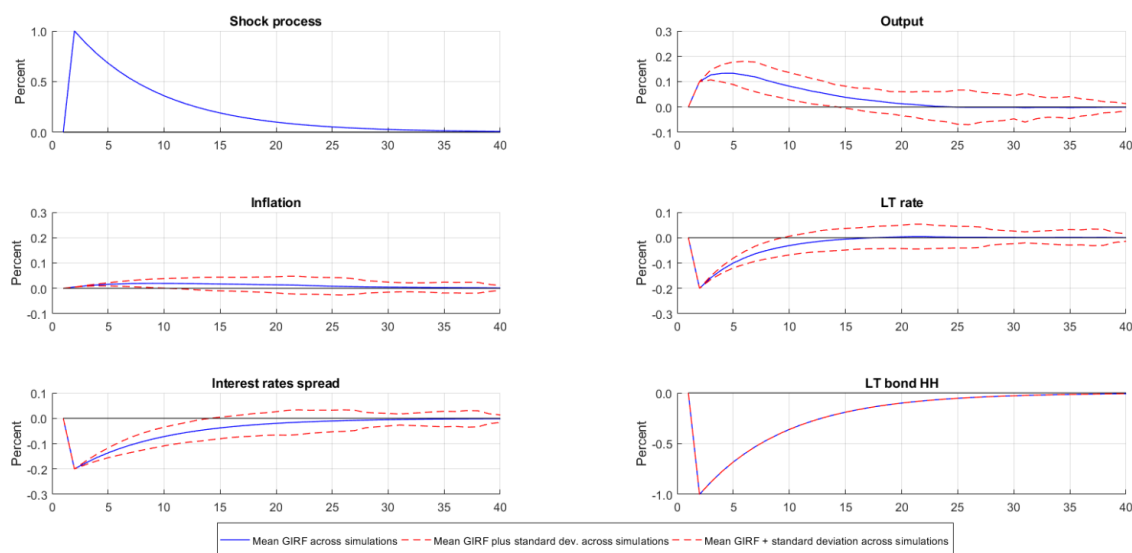 Shock process
Percent
1.0
0.5
0.0
0 5 10 15 20 25 30 35 40
Output
Percent
0.3
0.2
0.1
0.0
-0.1
0 5 10 15 20 25 30 35 40
Inflation
Percent
0.3
0.2
0.1
0.0
-0.1
0 5 10 15 20 25 30 35 40
LT rate
Percent
0.1
0.0
-0.1
-0.2
-0.3
0 5 10 15 20 25 30 35 40
Interest rates spread
Percent
0.1
0.0
-0.1
-0.2
-0.3
0 5 10 15 20 25 30 35 40
LT bond HH
Percent
0.0
-0.5
-1.0
0 5 10 15 20 25 30 35 40
Mean GIRF across simulations Mean GIRF plus standard dev. across simulations Mean GIRF + standard deviation across simulations